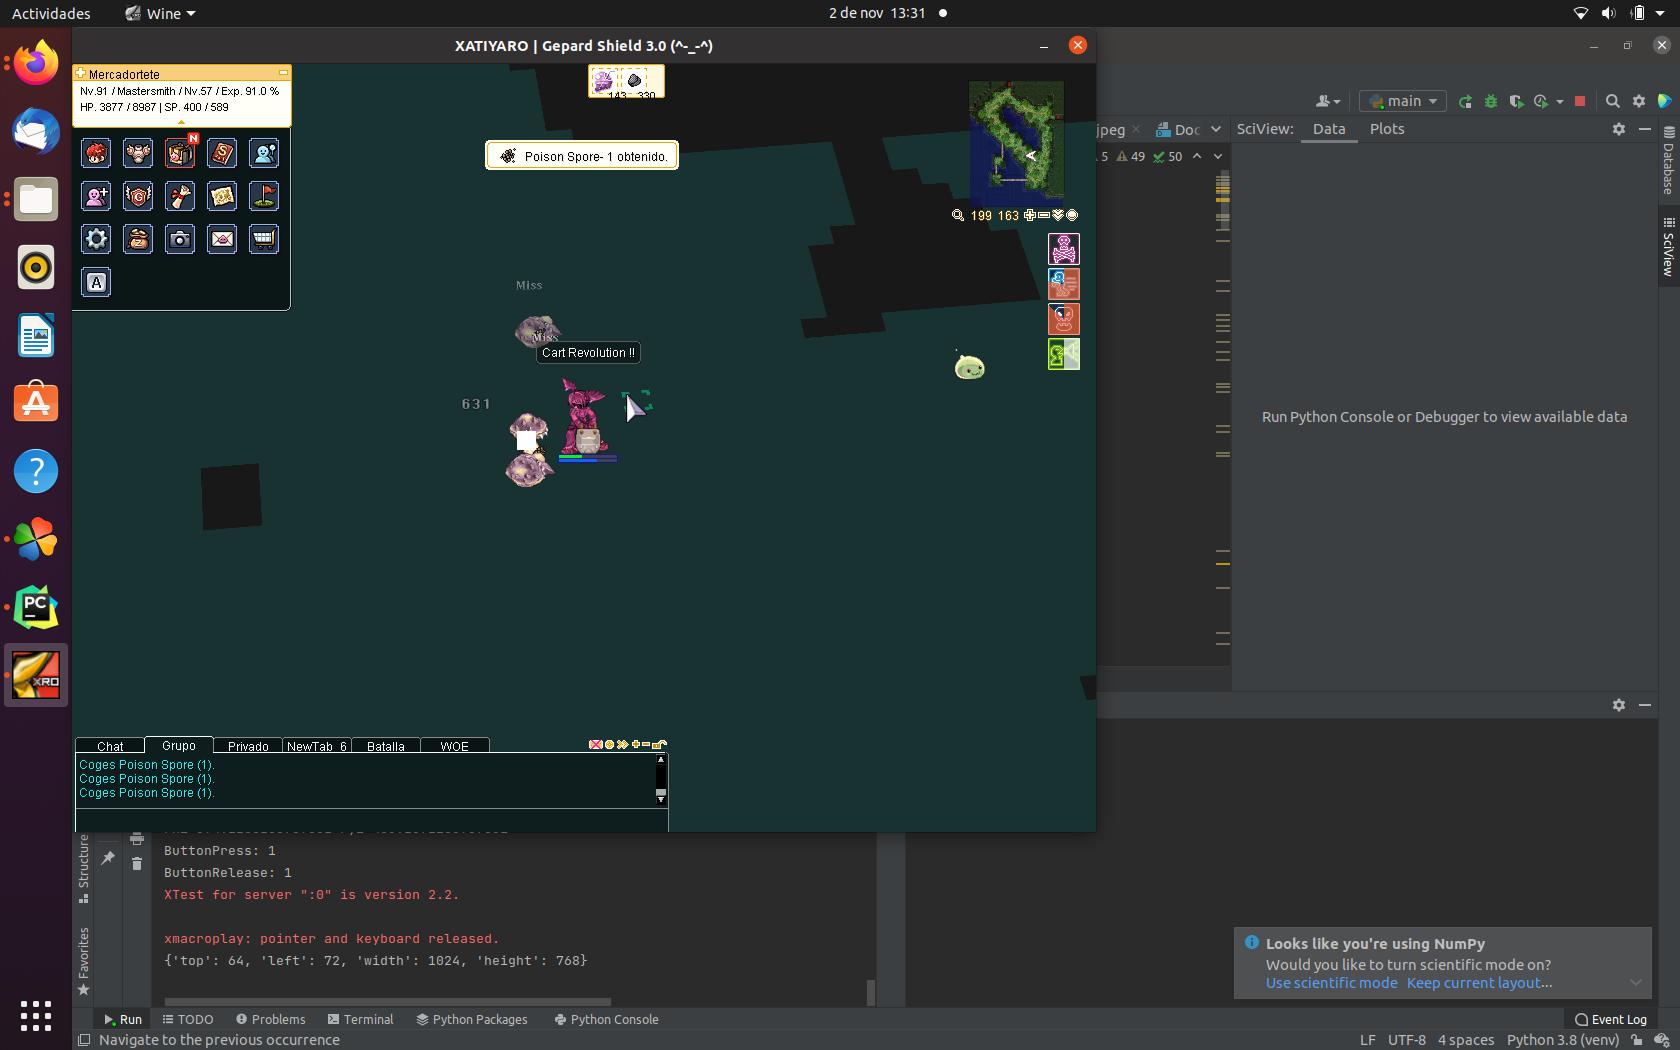 Actividades
Wine
2 de nov 13:31
XATIYARO | Gepard Shield 3.0 (^-_-^)
Mercadortete
Nv.91 / Mastersmith / Nv.57 / Exp. 91.0 %
HP. 3877 / 8987 | SP. 400 / 589
N
G
A
143 330
Poison Spore- 1 obtenido.
199 163
Miss
Miss
Cart Revolution !!
631
Chat
Grupo
Privado
NewTab_6
Batalla
WOE
Coges Poison Spore (1).
Coges Poison Spore (1).
Coges Poison Spore (1).
main
jpeg
Doc
SciView:
Data
Plots
5
49
50
Run Python Console or Debugger to view available data
Database
SciView
PC
XRO
Structure
Favorites
ButtonPress: 1
ButtonRelease: 1
XTest for server ":0" is version 2.2.
xmacroplay: pointer and keyboard released.
{'top': 64, 'left': 72, 'width': 1024, 'height': 768}
Looks like you're using NumPy
Would you like to turn scientific mode on?
Use scientific mode Keep current layout...
Run
TODO
Problems
Terminal
Python Packages
Python Console
Event Log
Navigate to the previous occurrence
LF
UTF-8
4 spaces
Python 3.8 (venv)